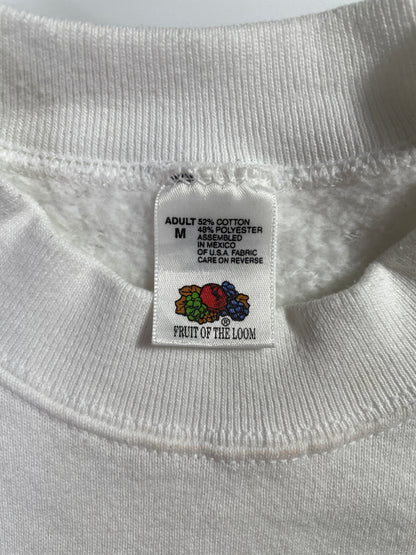 ADULT 52% COTTON
M 48% POLYESTER
ASSEMBLED
IN MEXICO
OF U.S.A. FABRIC
CARE ON REVERSE
®
FRUIT OF THE LOOM